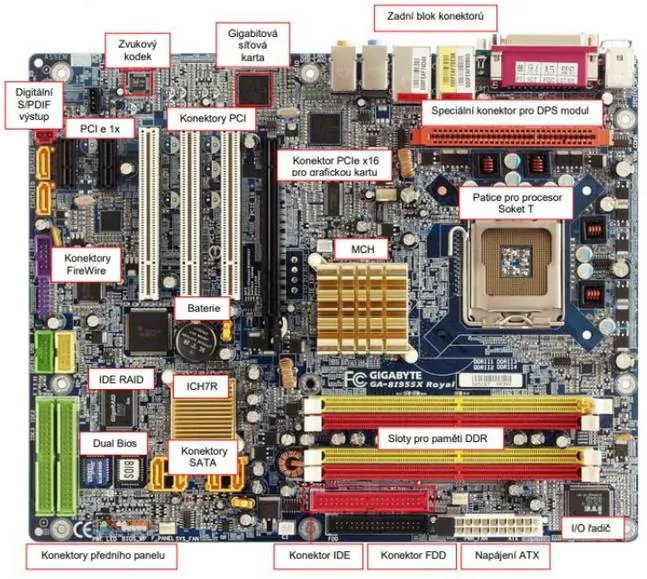 Zadní blok konektorů
Zvukový
kodek
Gigabitová
síťová
karta
Digitální
S/PDIF
výstup
PCI e 1x
Konektory PCI
Speciální konektor pro DPS modul
Konektor PCIe x16
pro grafickou kartu
Patice pro procesor
Soket T
MCH
Konektory
FireWire
Baterie
GIGABYTE
GA-8I955X Royal
IDE RAID
ICH7R
Dual Bios
Konektory
SATA
Sloty pro paměti DDR
BIOS
I/O řadič
Konektory předního panelu
Konektor IDE
Konektor FDD
Napájení ATX